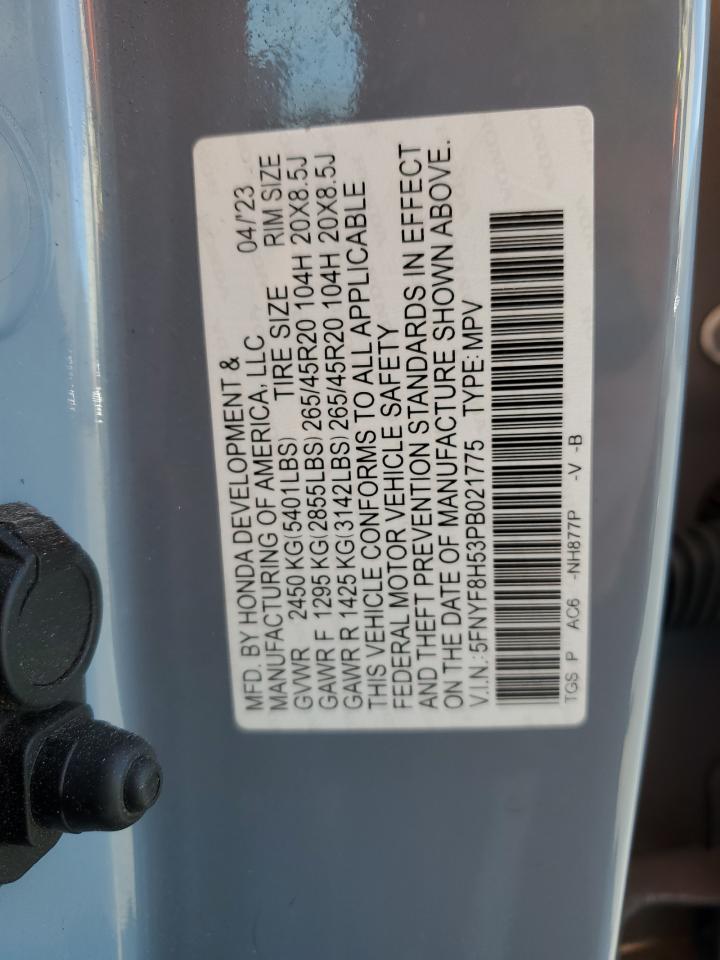 MFD. BY HONDA DEVELOPMENT & 04/'23
MANUFACTURING OF AMERICA, LLC
TIRE SIZE RIM SIZE
GVWR 2450 KG(5401LBS)
GAWR F 1295 KG(2855LBS) 265/45R20 104H 20X8.5J
GAWR R 1425 KG(3142LBS) 265/45R20 104H 20X8.5J
THIS VEHICLE CONFORMS TO ALL APPLICABLE
FEDERAL MOTOR VEHICLE SAFETY
AND THEFT PREVENTION STANDARDS IN EFFECT
ON THE DATE OF MANUFACTURE SHOWN ABOVE.
V.I.N.:5FNYF8H53PB021775 TYPE:MPV
TGS P AC6 -NH877P -V -B